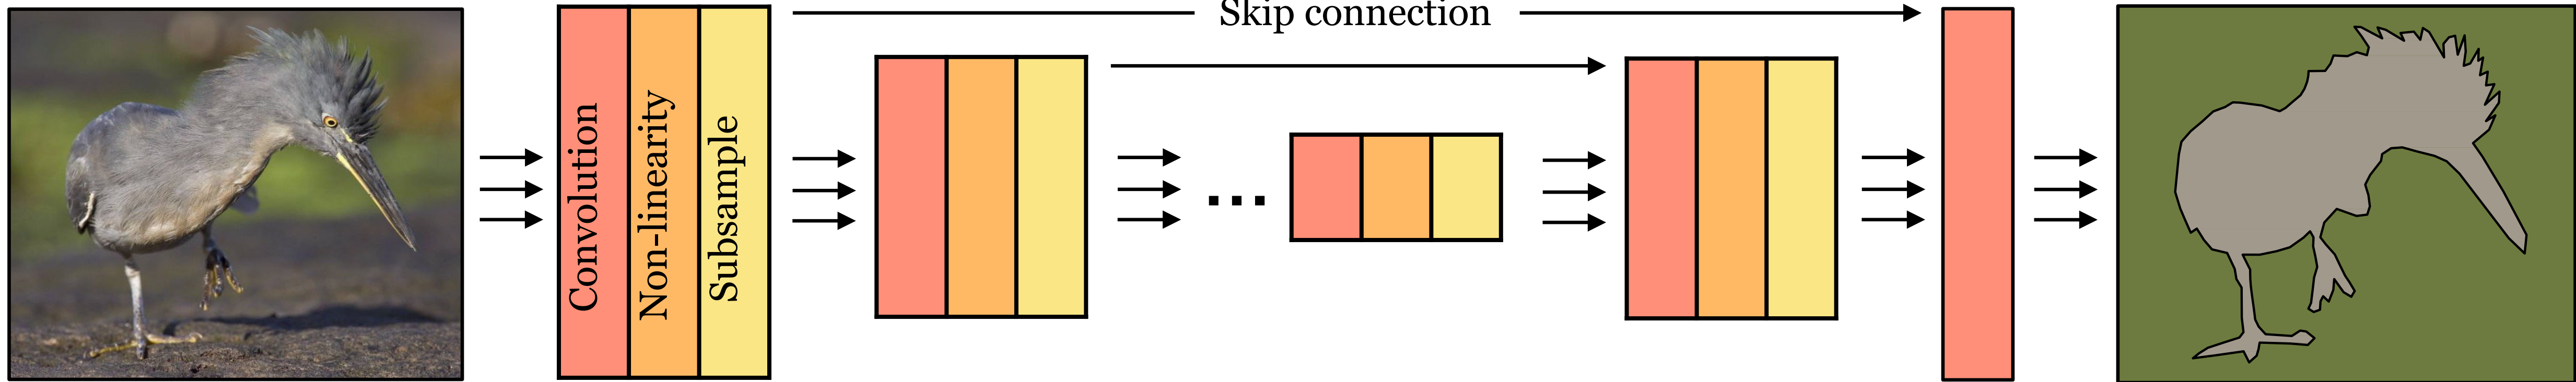 Skip connection
Convolution
Non-linearity
Subsample
...